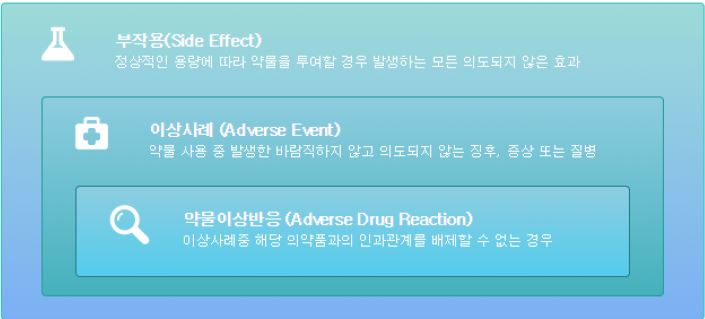 부작용(Side Effect)
정상적인 용량에 따라 약물을 투여할 경우 발생하는 모든 의도되지 않은 효과
이상사례 (Adverse Event)
약물 사용 중 발생한 바람직하지 않고 의도되지 않는 징후, 증상 또는 질병
약물이상반응 (Adverse Drug Reaction)
이상사례중 해당 의약품과의 인과관계를 배제할 수 없는 경우